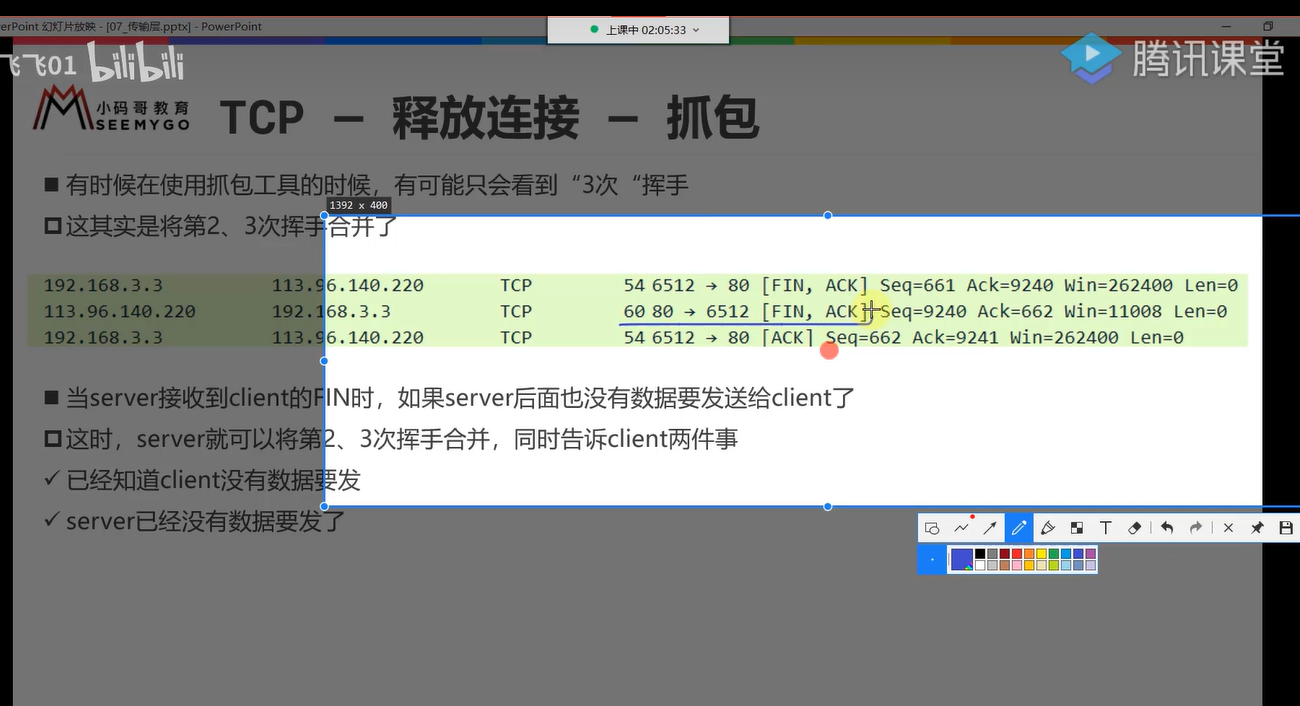 erPoint 幻灯片放映 - [07_传输层.pptx] - PowerPoint
上课中 02:05:33
飞飞01 bilibili
腾讯课堂
小码哥教育
SEEMYGO
TCP – 释放连接 – 抓包
■ 有时候在使用抓包工具的时候，有可能只会看到“3次“挥手
1392 x 400
这其实是将第2、3次挥手合并了
192.168.3.3 113.96.140.220 TCP 54 6512 → 80 [FIN, ACK] Seq=661 Ack=9240 Win=262400 Len=0
113.96.140.220 192.168.3.3 TCP 60 80 → 6512 [FIN, ACK] Seq=9240 Ack=662 Win=11008 Len=0
192.168.3.3 113.96.140.220 TCP 54 6512 → 80 [ACK] Seq=662 Ack=9241 Win=262400 Len=0
■ 当server接收到client的FIN时，如果server后面也没有数据要发送给client了
这时，server就可以将第2、3次挥手合并，同时告诉client两件事
✓ 已经知道client没有数据要发
✓ server已经没有数据要发了
T